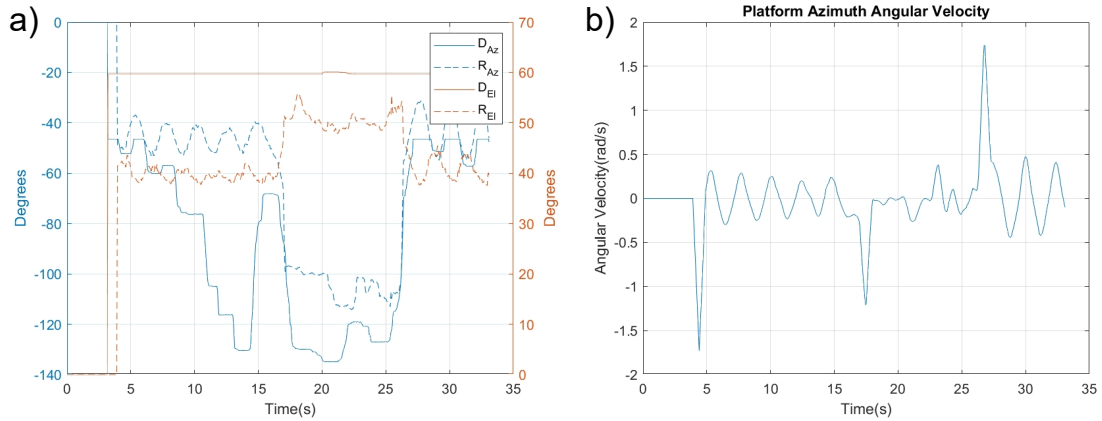 a)
0
-20
-40
-60
-80
-100
-120
-140
Degrees
0 5 10 15 20 25 30 35
Time(s)
70
60
50
40
30
20
10
0
Degrees
D_Az
R_Az
D_El
R_El
b)
Platform Azimuth Angular Velocity
2
1.5
1
0.5
0
-0.5
-1
-1.5
-2
Angular Velocity(rad/s)
0 5 10 15 20 25 30 35
Time(s)